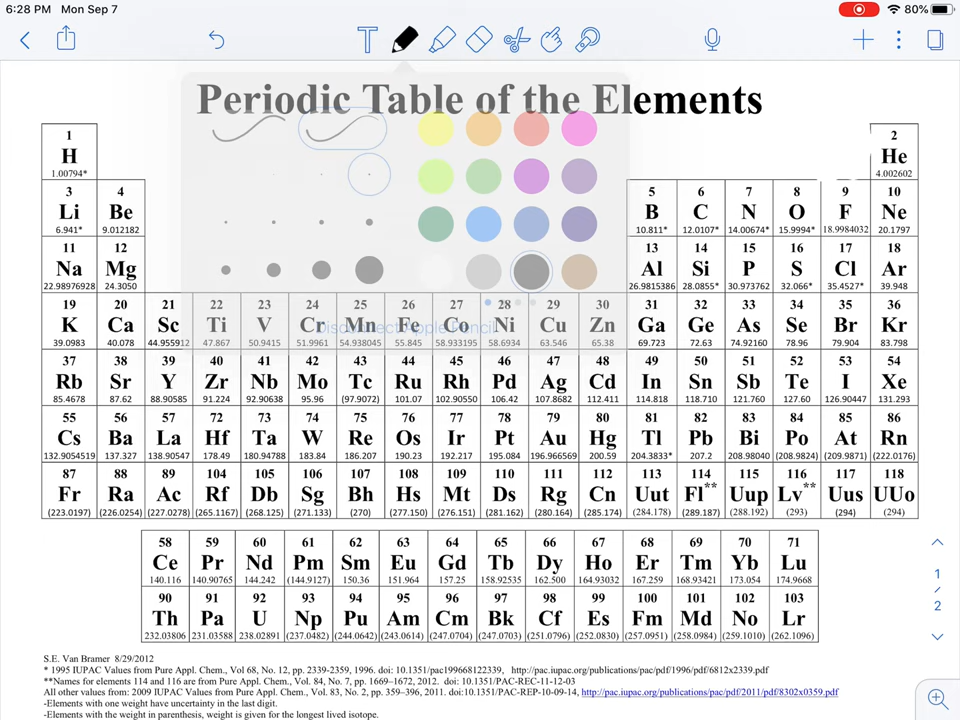 6:28 PM Mon Sep 7 80%
T
Periodic Table of the Elements
1 2
H He
1.00794* 4.002602
3 4 5 6 7 8 9 10
Li Be B C N O F Ne
6.941* 9.012182 10.811* 12.0107* 14.00674* 15.9994* 18.9984032 20.1797
11 12 13 14 15 16 17 18
Na Mg Al Si P S Cl Ar
22.98976928 24.3050 26.9815386 28.0855* 30.973762 32.066* 35.4527* 39.948
19 20 21 22 23 24 25 26 27 28 29 30 31 32 33 34 35 36
K Ca Sc Ti V Cr Mn Fe Co Ni Cu Zn Ga Ge As Se Br Kr
Disconnect Apple Pencil
39.0983 40.078 44.955912 47.867 50.9415 51.9961 54.938045 55.845 58.933195 58.6934 63.546 65.38 69.723 72.63 74.92160 78.96 79.904 83.798
37 38 39 40 41 42 43 44 45 46 47 48 49 50 51 52 53 54
Rb Sr Y Zr Nb Mo Tc Ru Rh Pd Ag Cd In Sn Sb Te I Xe
85.4678 87.62 88.90585 91.224 92.90638 95.96 (97.9072) 101.07 102.90550 106.42 107.8682 112.411 114.818 118.710 121.760 127.60 126.90447 131.293
55 56 57 72 73 74 75 76 77 78 79 80 81 82 83 84 85 86
Cs Ba La Hf Ta W Re Os Ir Pt Au Hg Tl Pb Bi Po At Rn
132.9054519 137.327 138.90547 178.49 180.94788 183.84 186.207 190.23 192.217 195.084 196.966569 200.59 204.3833* 207.2 208.98040 (208.9824) (209.9871) (222.0176)
87 88 89 104 105 106 107 108 109 110 111 112 113 114 115 116 117 118
Fr Ra Ac Rf Db Sg Bh Hs Mt Ds Rg Cn Uut Fl** Uup Lv** Uus UUo
(223.0197) (226.0254) (227.0278) (265.1167) (268.125) (271.133) (270) (277.150) (276.151) (281.162) (280.164) (285.174) (284.178) (289.187) (288.192) (293) (294) (294)
58 59 60 61 62 63 64 65 66 67 68 69 70 71
Ce Pr Nd Pm Sm Eu Gd Tb Dy Ho Er Tm Yb Lu
140.116 140.90765 144.242 (144.9127) 150.36 151.964 157.25 158.92535 162.500 164.93032 167.259 168.93421 173.054 174.9668
90 91 92 93 94 95 96 97 98 99 100 101 102 103
Th Pa U Np Pu Am Cm Bk Cf Es Fm Md No Lr
232.03806 231.03588 238.02891 (237.0482) (244.0642) (243.0614) (247.0704) (247.0703) (251.0796) (252.0830) (257.0951) (258.0984) (259.1010) (262.1096)
1
/
2
S.E. Van Bramer 8/29/2012
* 1995 IUPAC Values from Pure Appl. Chem., Vol 68, No. 12, pp. 2339-2359, 1996. doi: 10.1351/pac199668122339, http://pac.iupac.org/publications/pac/pdf/1996/pdf/6812x2339.pdf
**Names for elements 114 and 116 are from Pure Appl. Chem., Vol. 84, No. 7, pp. 1669–1672, 2012. doi:10.1351/PAC-REC-11-12-03
All other values from: 2009 IUPAC Values from Pure Appl. Chem., Vol. 83, No. 2, pp. 359–396, 2011. doi:10.1351/PAC-REP-10-09-14, http://pac.iupac.org/publications/pac/pdf/2011/pdf/8302x0359.pdf
-Elements with one weight have uncertainty in the last digit.
-Elements with the weight in parenthesis, weight is given for the longest lived isotope.